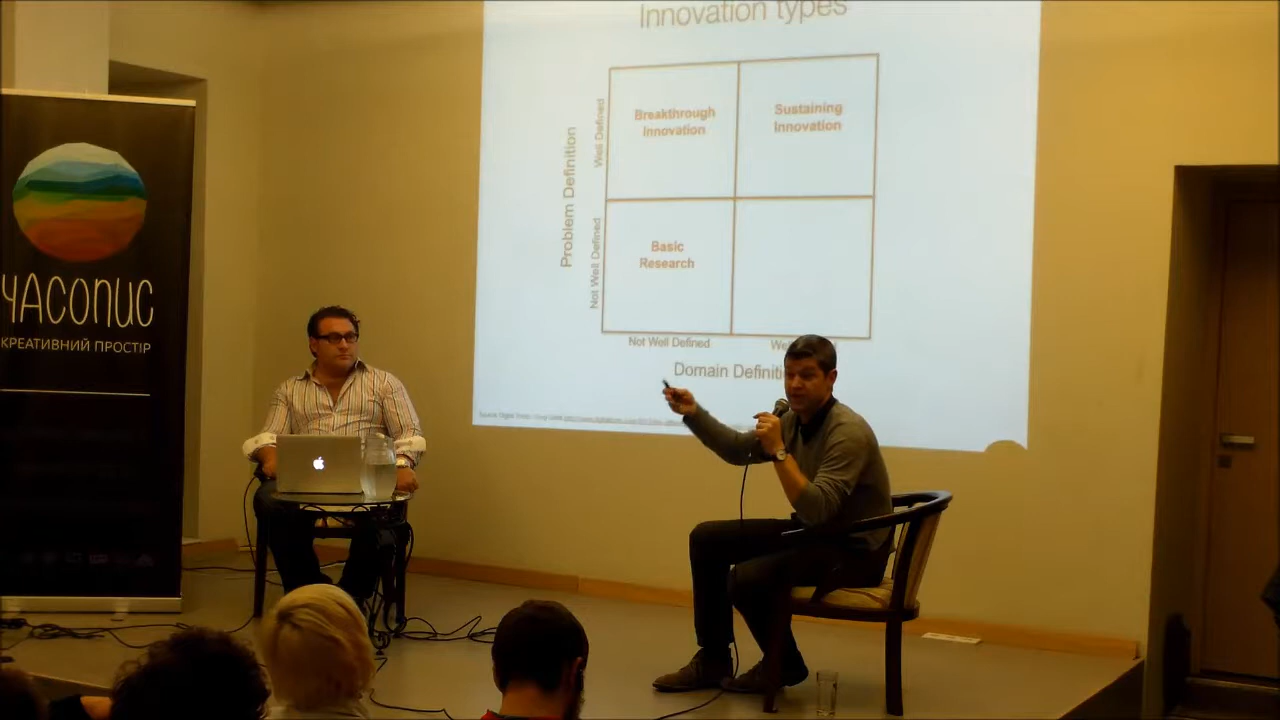 ЧАСОПИС
КРЕАТИВНИЙ ПРОСТІР
Innovation types
Problem Definition
Well Defined
Not Well Defined
Breakthrough
Innovation
Sustaining
Innovation
Basic
Research
Not Well Defined
Domain